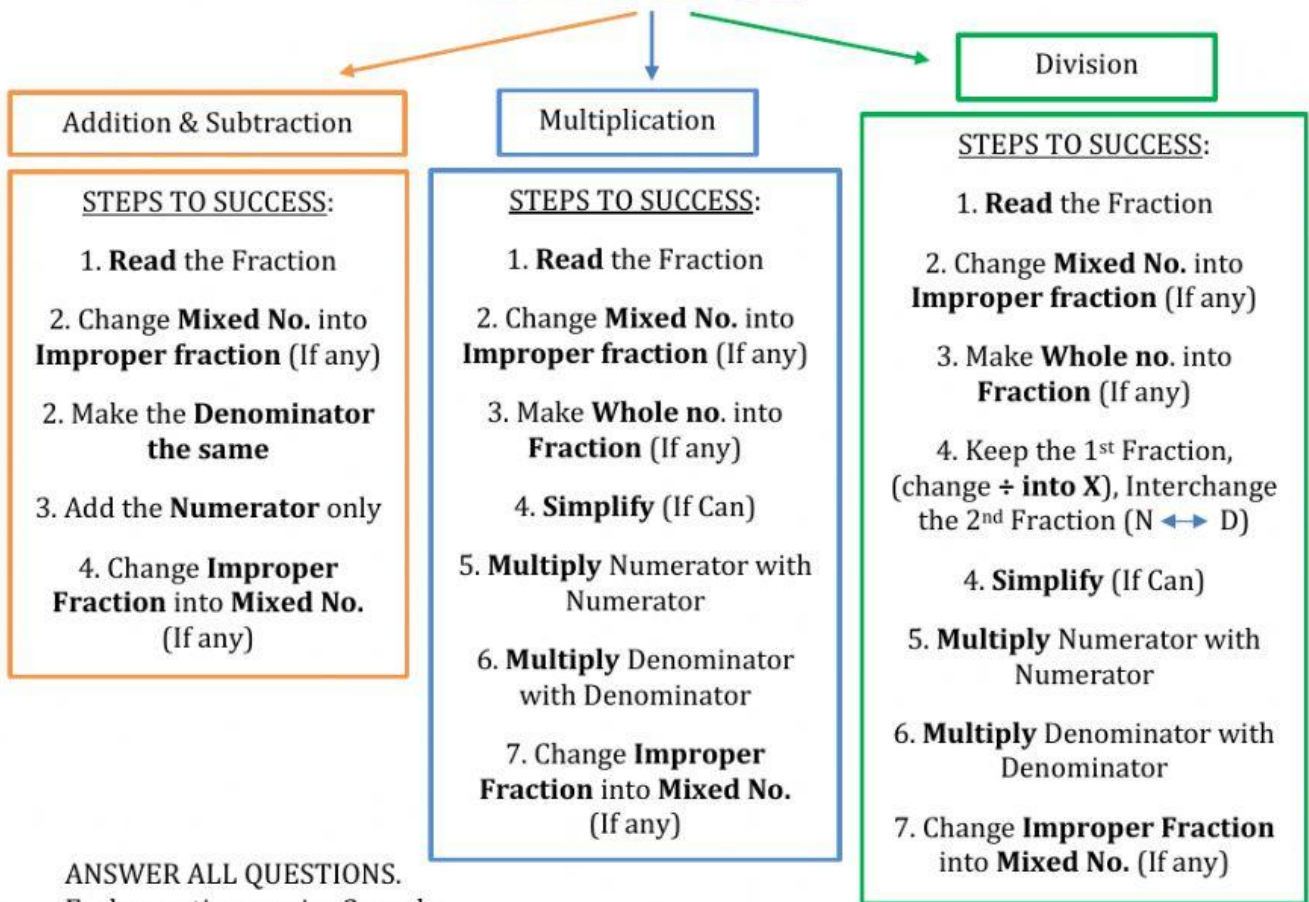 Addition & Subtraction
STEPS TO SUCCESS:
1. Read the Fraction
2. Change Mixed No. into
Improper fraction (If any)
2. Make the Denominator
the same
3. Add the Numerator only
4. Change Improper
Fraction into Mixed No.
(If any)
Multiplication
STEPS TO SUCCESS:
1. Read the Fraction
2. Change Mixed No. into
Improper fraction (If any)
3. Make Whole no. into
Fraction (If any)
4. Simplify (If Can)
5. Multiply Numerator with
Numerator
6. Multiply Denominator
with Denominator
7. Change Improper
Fraction into Mixed No.
(If any)
Division
STEPS TO SUCCESS:
1. Read the Fraction
2. Change Mixed No. into
Improper fraction (If any)
3. Make Whole no. into
Fraction (If any)
4. Keep the 1st Fraction,
(change ÷ into X), Interchange
the 2nd Fraction (N ↔ D)
4. Simplify (If Can)
5. Multiply Numerator with
Numerator
6. Multiply Denominator with
Denominator
7. Change Improper Fraction
into Mixed No. (If any)
ANSWER ALL QUESTIONS.